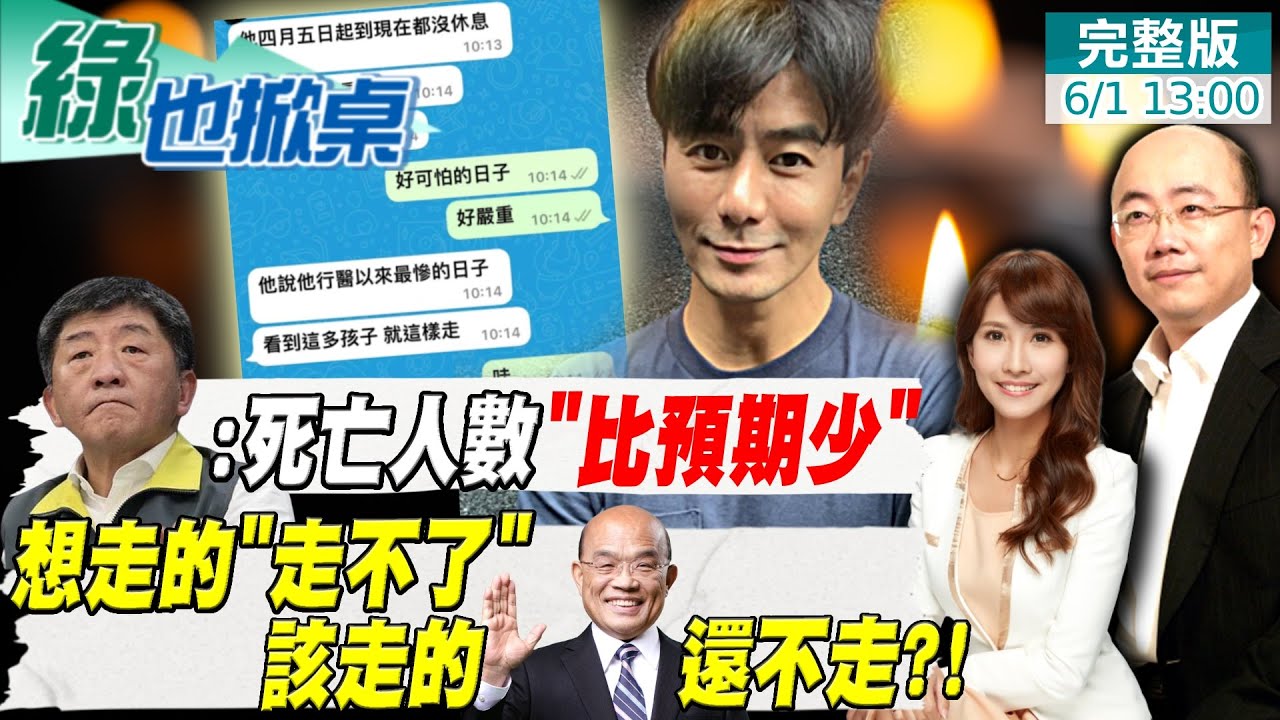 綠也掀桌
完整版
6/1 13:00
他四月五日起到現在都沒休息
10:13
10:14
好可怕的日子 10:14
好嚴重 10:14
他說他行醫以來最慘的日子
10:14
看到這多孩子 就這樣走 10:14
哇
:死亡人數"比預期少"
想走的"走不了"
該走的 還不走?!